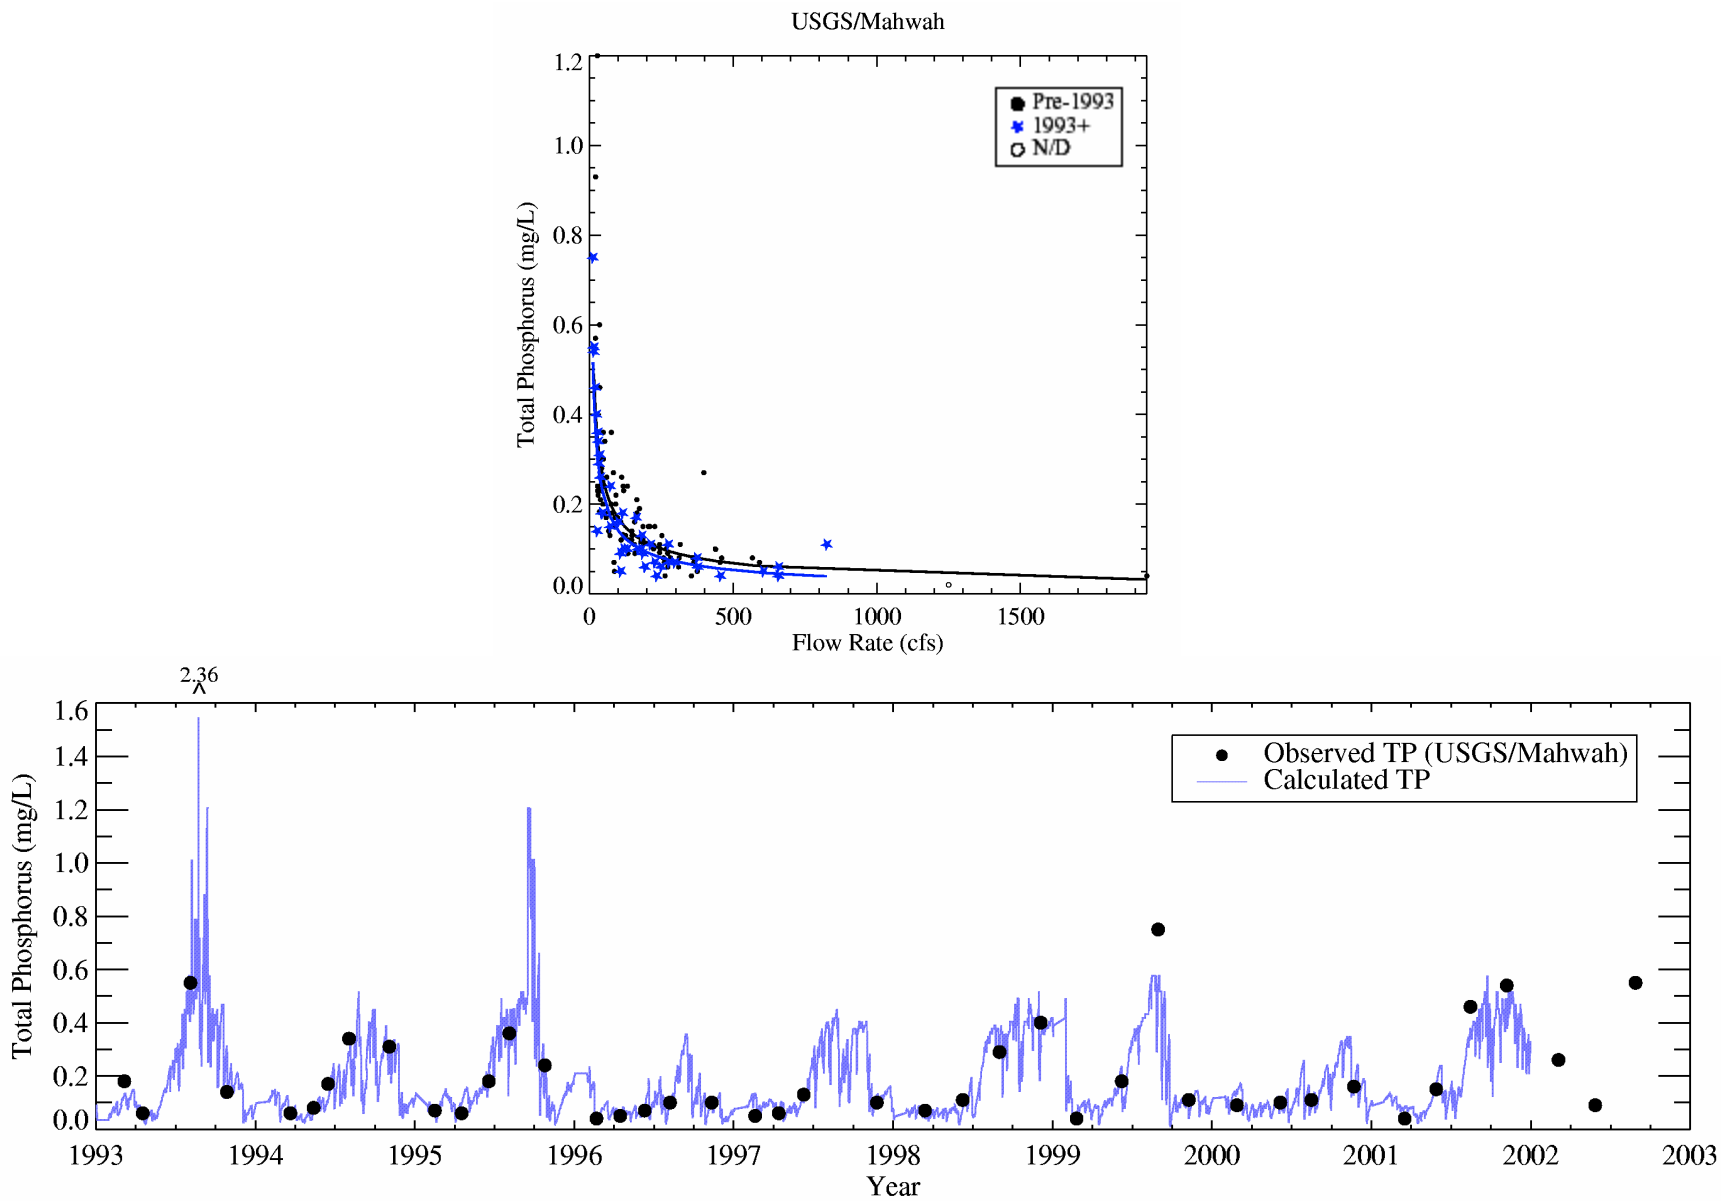 USGS/Mahwah
1.2
1.0
0.8
0.6
0.4
0.2
0.0
Total Phosphorus (mg/L)
Pre-1993
1993+
N/D
0 500 1000 1500
Flow Rate (cfs)
2.36
^
1.6
1.4
1.2
1.0
0.8
0.6
0.4
0.2
0.0
Total Phosphorus (mg/L)
Observed TP (USGS/Mahwah)
Calculated TP
1993 1994 1995 1996 1997 1998 1999 2000 2001 2002 2003
Year